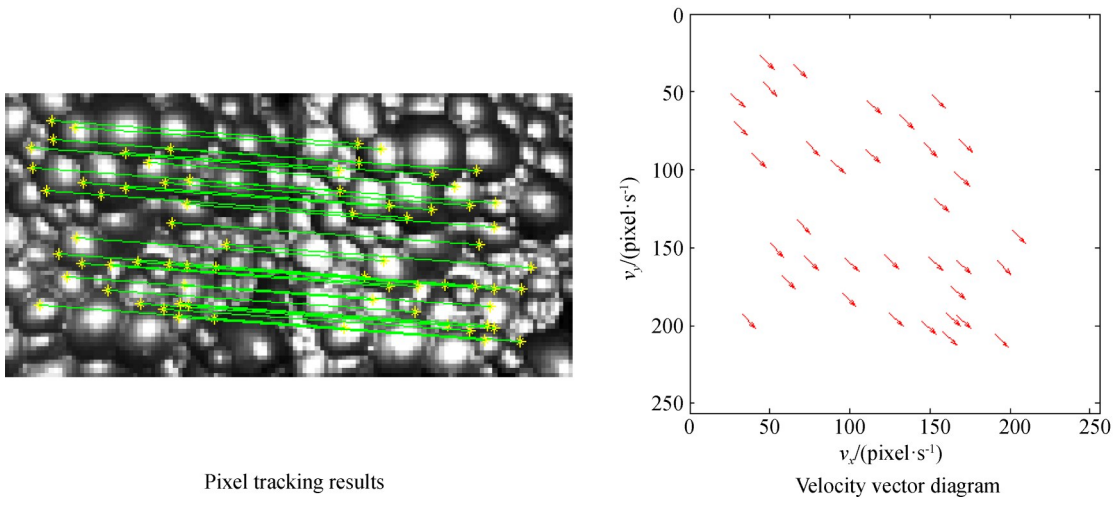 Pixel tracking results
0
50
100
150
200
250
v_y/(pixel·s⁻¹)
0 50 100 150 200 250
v_x/(pixel·s⁻¹)
Velocity vector diagram